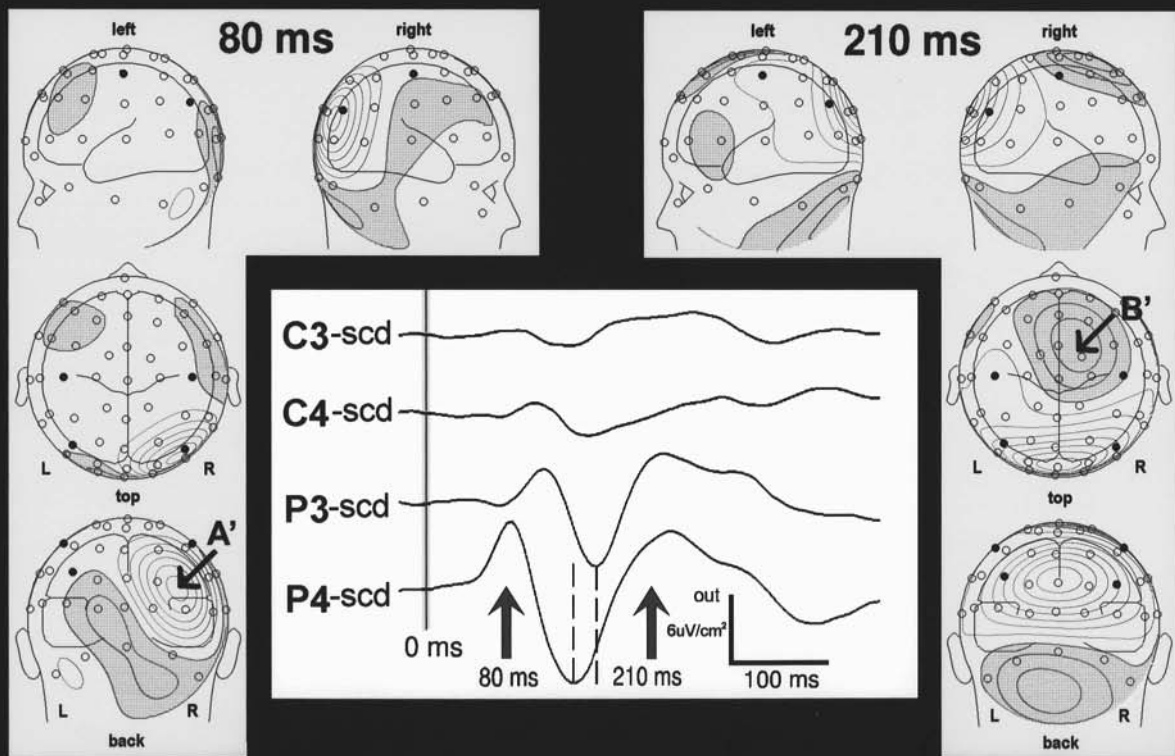 left
80 ms
right
left
210 ms
right
L
R
top
A'
L
R
back
C3-scd
C4-scd
P3-scd
P4-scd
0 ms
80 ms
210 ms
out
6uV/cm²
100 ms
B'
L
R
top
L
R
back